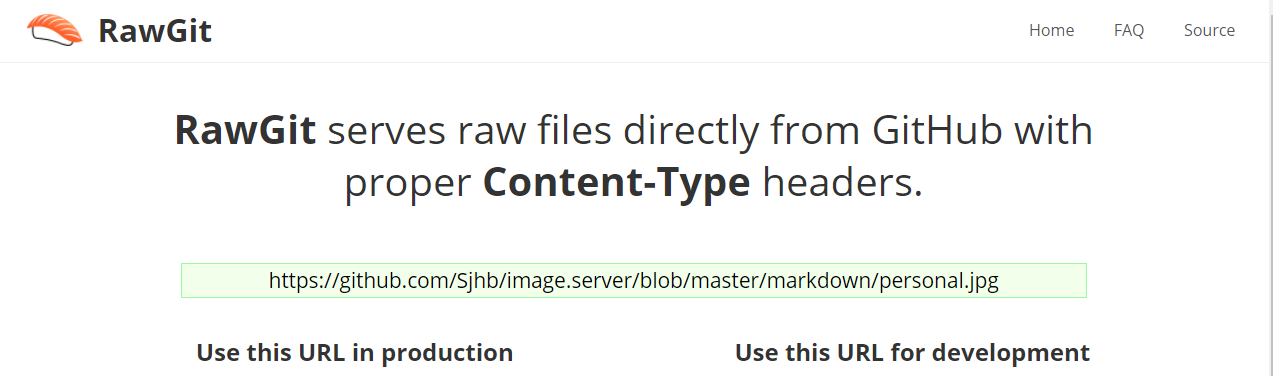 RawGit
Home
FAQ
Source
RawGit serves raw files directly from GitHub with
proper Content-Type headers.
https://github.com/Sjhb/image.server/blob/master/markdown/personal.jpg
Use this URL in production
Use this URL for development